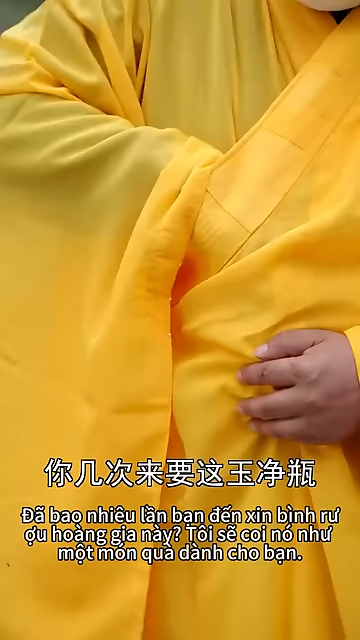 你几次来要这玉净瓶
Đã bao nhiêu lần bạn đến xin bình rư
ợu hoàng gia này? Tôi sẽ coi nó như
một món quà dành cho bạn.